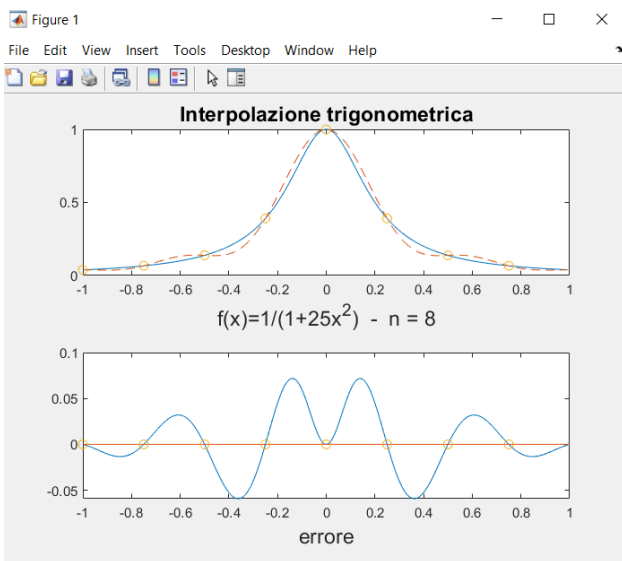 Figure 1
File Edit View Insert Tools Desktop Window Help
Interpolazione trigonometrica
1
0.5
0
-1 -0.8 -0.6 -0.4 -0.2 0 0.2 0.4 0.6 0.8 1
f(x)=1/(1+25x²) - n = 8
0.1
0.05
0
-0.05
-1 -0.8 -0.6 -0.4 -0.2 0 0.2 0.4 0.6 0.8 1
errore